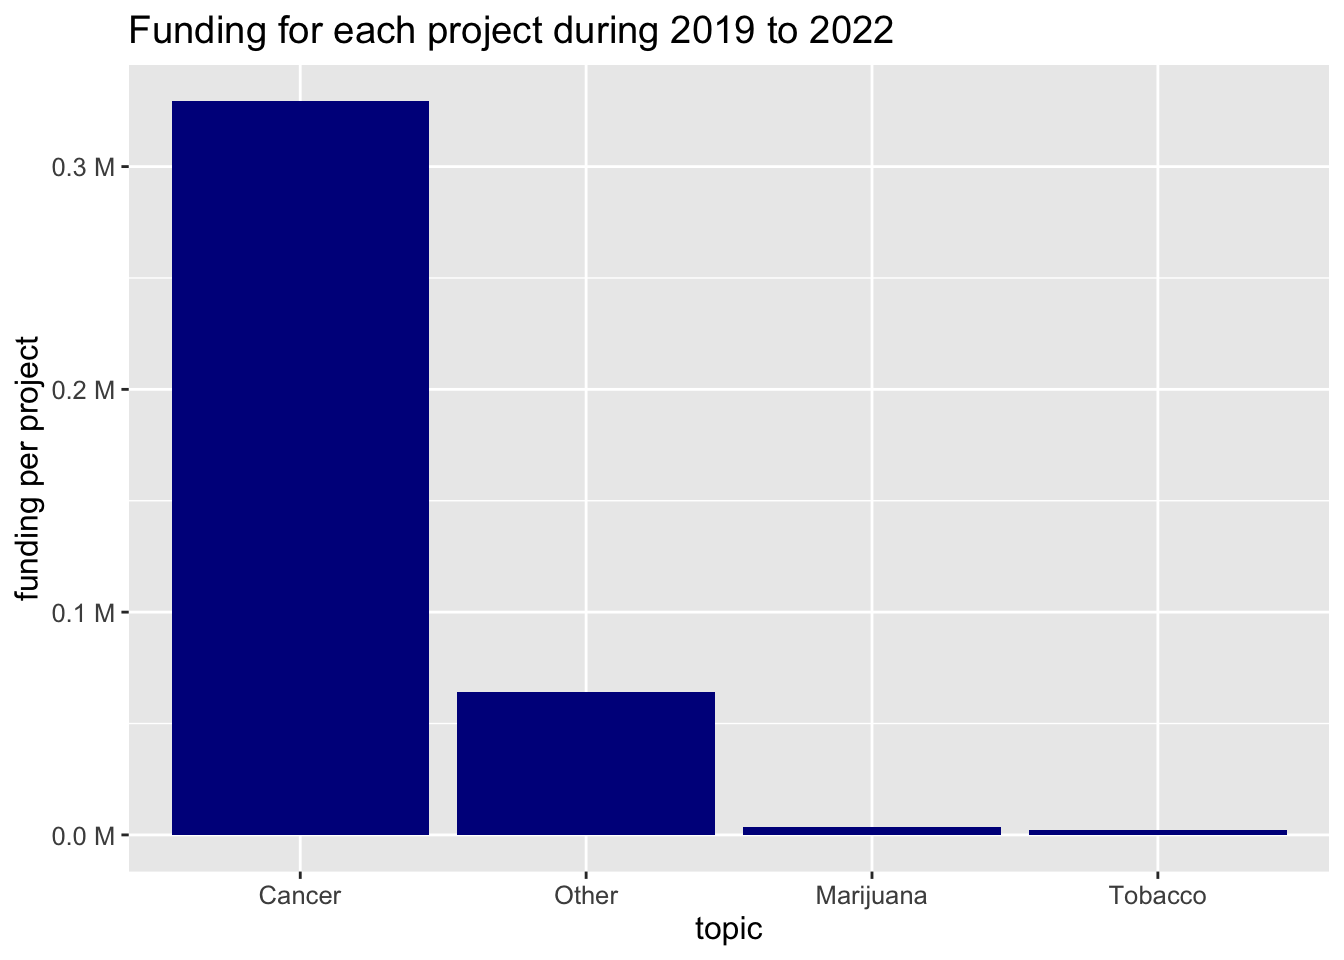 Funding for each project during 2019 to 2022
funding per project
0.3 M
0.2 M
0.1 M
0.0 M
Cancer
Other
Marijuana
Tobacco
topic